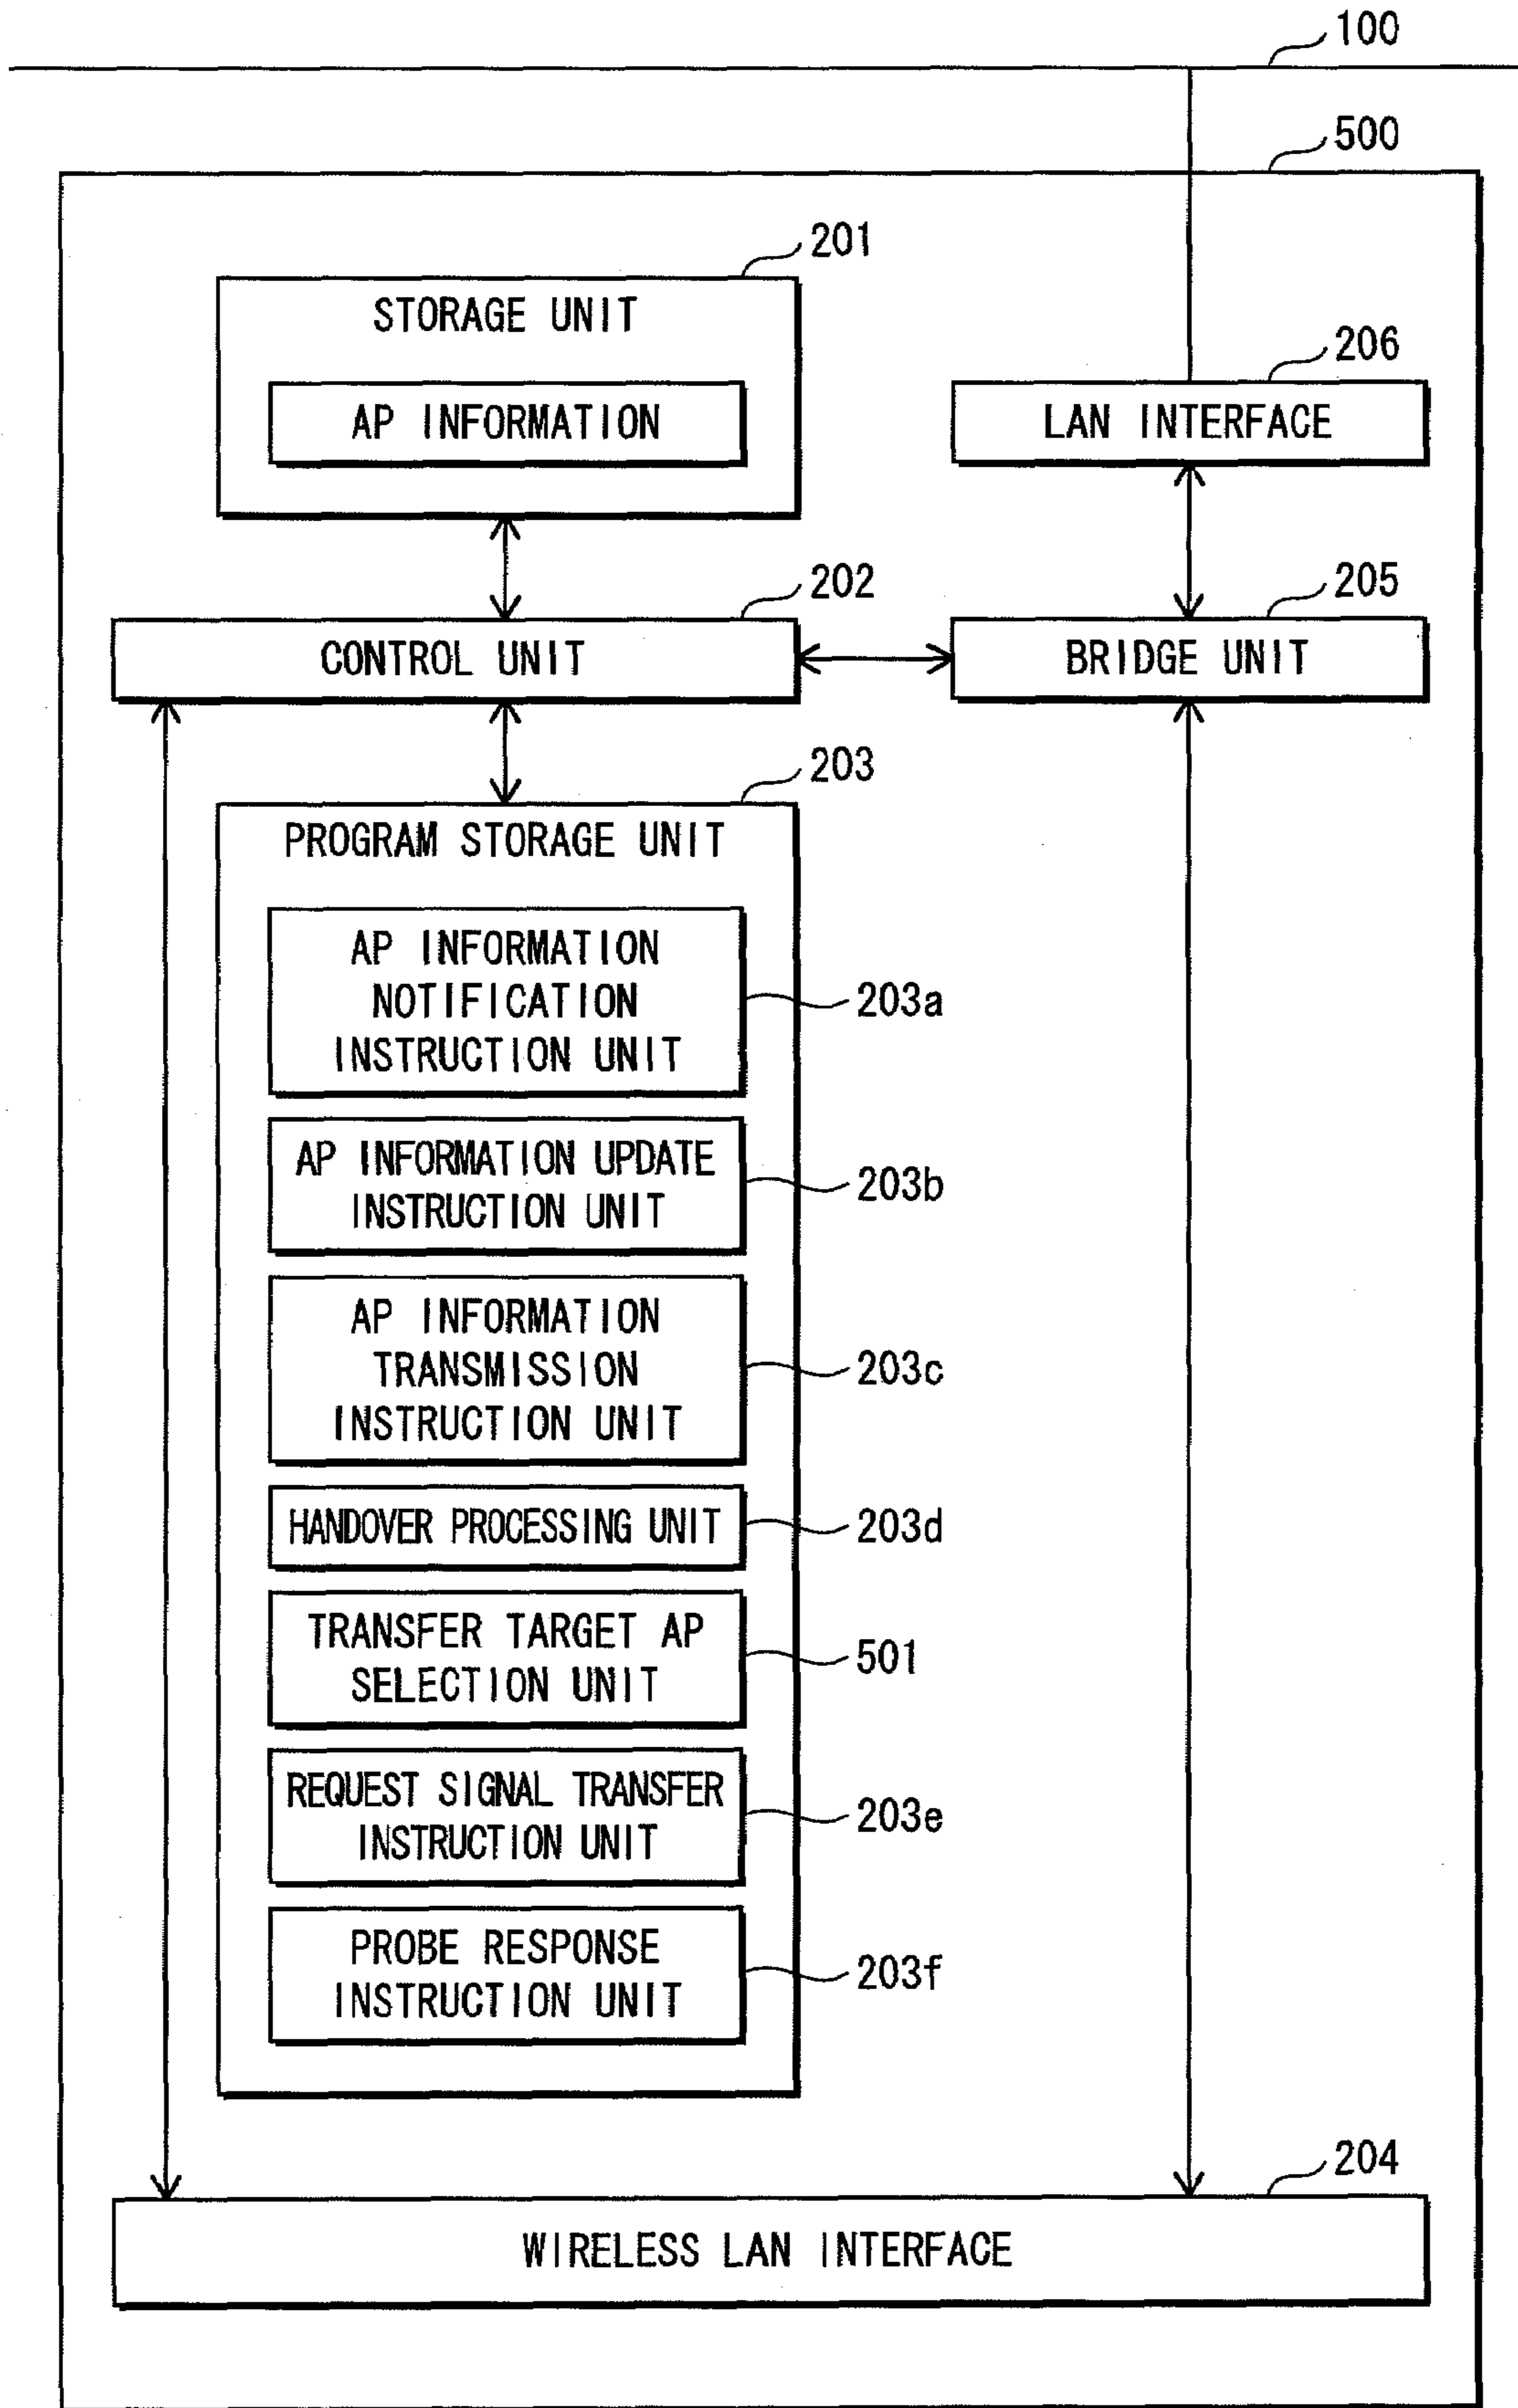 100
500
201
STORAGE UNIT
AP INFORMATION
206
LAN INTERFACE
202
CONTROL UNIT
205
BRIDGE UNIT
203
PROGRAM STORAGE UNIT
AP INFORMATION
NOTIFICATION
INSTRUCTION UNIT
203a
AP INFORMATION UPDATE
INSTRUCTION UNIT
203b
AP INFORMATION
TRANSMISSION
INSTRUCTION UNIT
203c
HANDOVER PROCESSING UNIT
203d
TRANSFER TARGET AP
SELECTION UNIT
501
REQUEST SIGNAL TRANSFER
INSTRUCTION UNIT
203e
PROBE RESPONSE
INSTRUCTION UNIT
203f
204
WIRELESS LAN INTERFACE